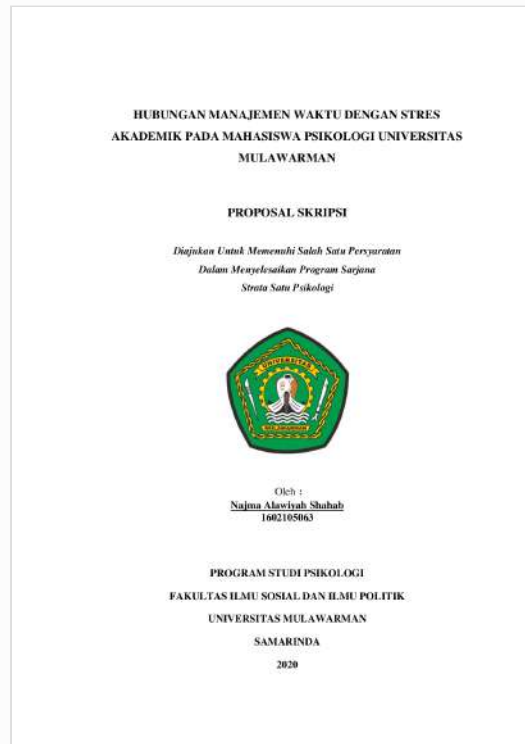 HUBUNGAN MANAJEMEN WAKTU DENGAN STRES
AKADEMIK PADA MAHASISWA PSIKOLOGI UNIVERSITAS
MULAWARMAN
PROPOSAL SKRIPSI
Diajukan Untuk Memenuhi Salah Satu Persyaratan
Dalam Menyelesaikan Program Sarjana
Strata Satu Psikologi
UNIVERSITAS
MULAWARMAN
Oleh :
Najma Alawiyah Shahab
1602105063
PROGRAM STUDI PSIKOLOGI
FAKULTAS ILMU SOSIAL DAN ILMU POLITIK
UNIVERSITAS MULAWARMAN
SAMARINDA
2020